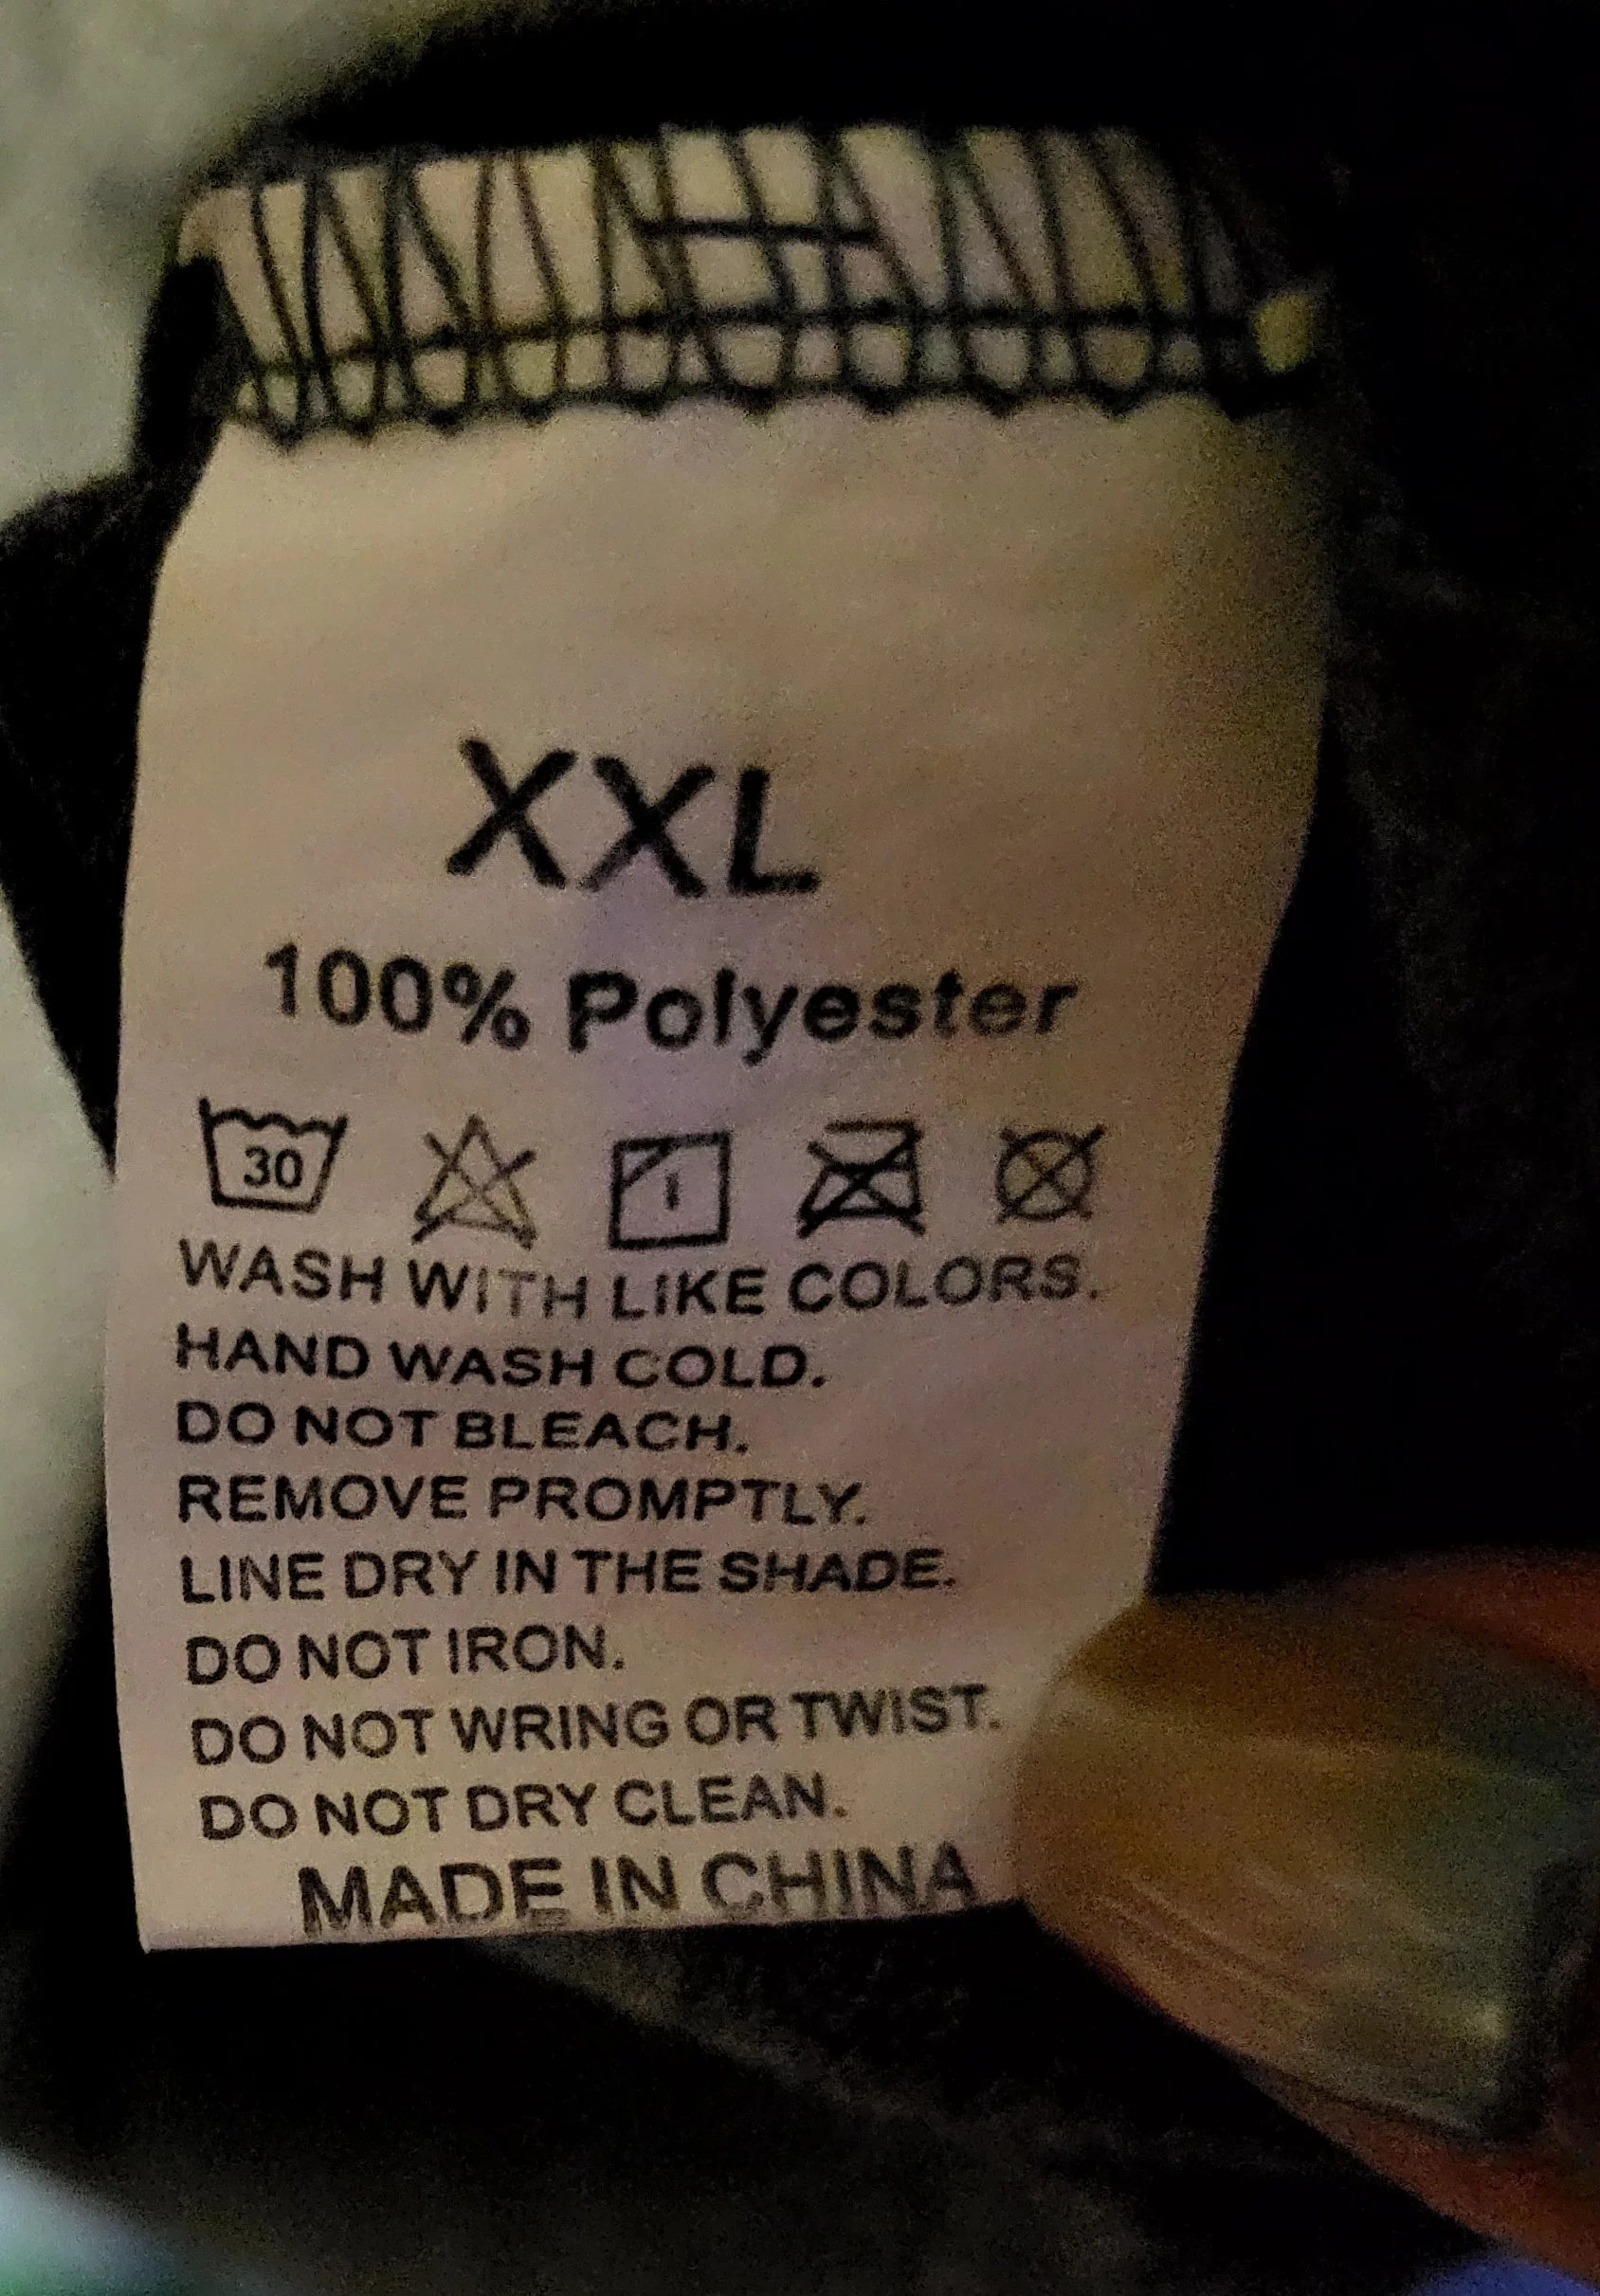 XXL
100% Polyester
30
WASH WITH LIKE COLORS.
HAND WASH COLD.
DO NOT BLEACH.
REMOVE PROMPTLY.
LINE DRY IN THE SHADE.
DO NOT IRON.
DO NOT WRING OR TWIST.
DO NOT DRY CLEAN.
MADE IN CHINA